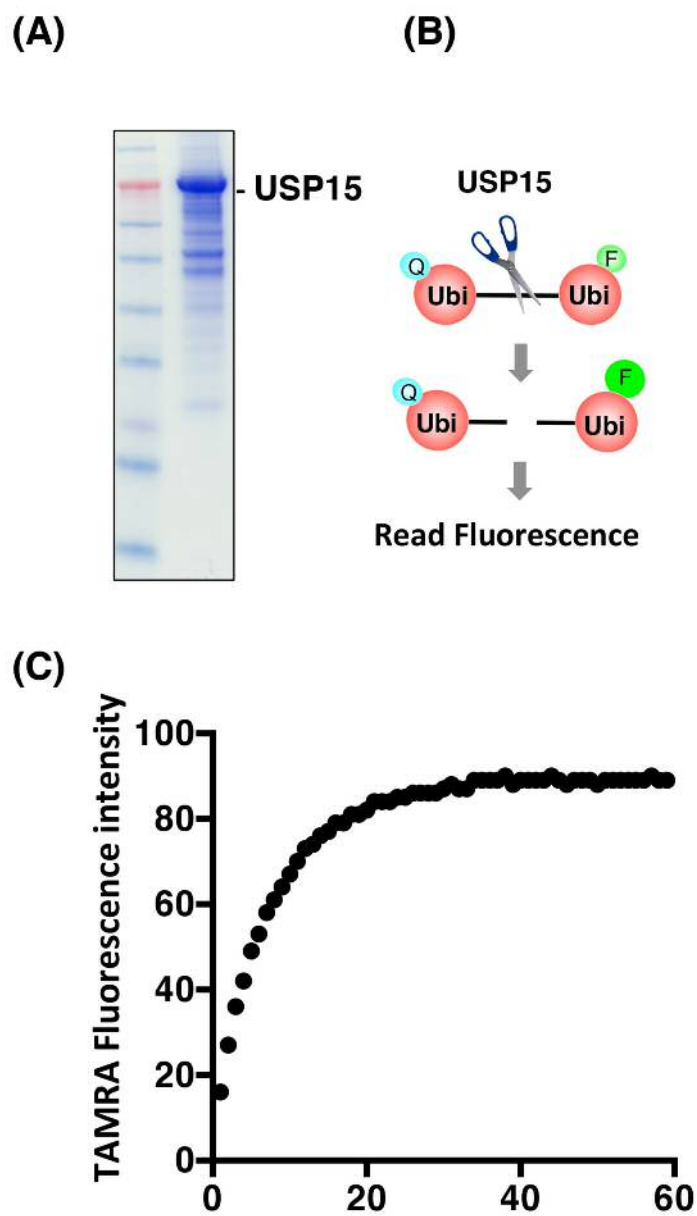 (A)
(B)
- USP15
USP15
Q
F
Ubi
Ubi
Q
F
Ubi
Ubi
Read Fluorescence
(C)
TAMRA Fluorescence intensity
100
80
60
40
20
0
0
20
40
60